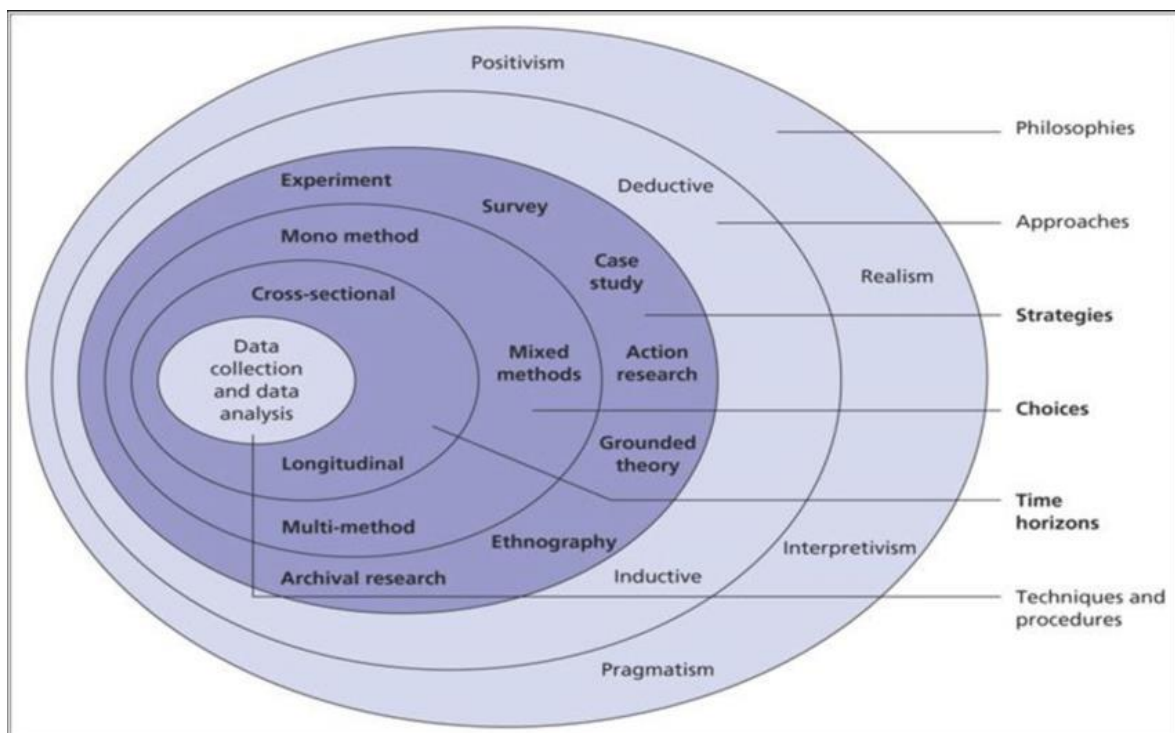 Positivism
Philosophies
Experiment
Deductive
Survey
Approaches
Mono method
Case
study
Realism
Cross-sectional
Strategies
Data
collection
and data
analysis
Mixed
methods
Action
research
Choices
Grounded
theory
Longitudinal
Time
horizons
Multi-method
Ethnography
Interpretivism
Archival research
Inductive
Techniques and
procedures
Pragmatism